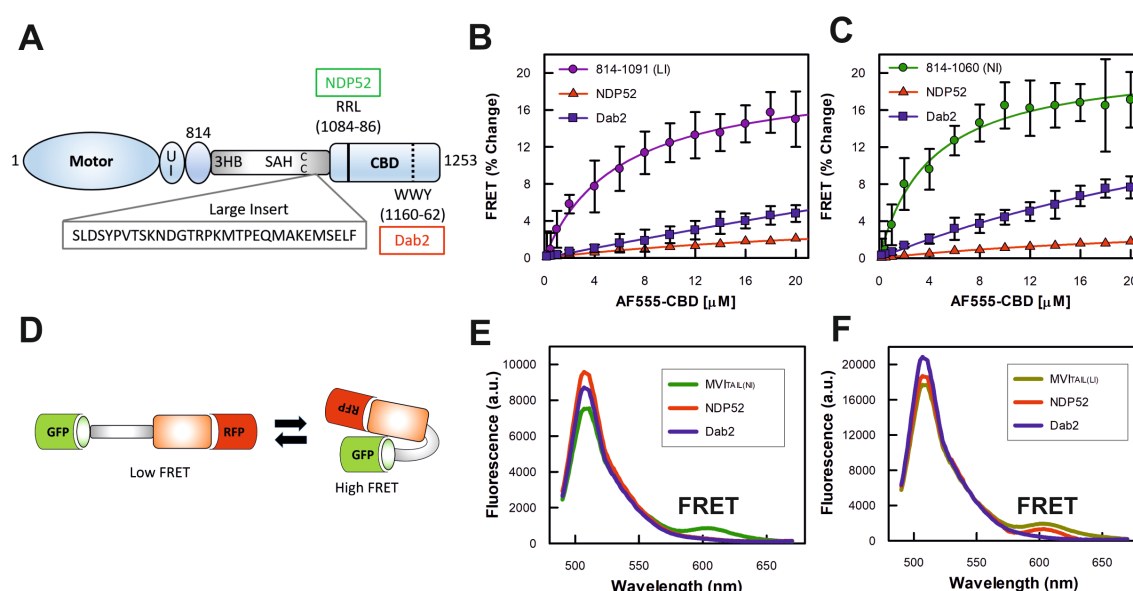 A
NDP52
RRL
(1084-86)
814
1
Motor
U
I
3HB
SAH
C
C
CBD
1253
WWY
(1160-62)
Large Insert
SLDSYPVTSKNDGTRPKMTPEQMAKEMSELF
Dab2
B
FRET (% Change)
20
16
12
8
4
0
814-1091 (LI)
NDP52
Dab2
0 4 8 12 16 20
AF555-CBD [µM]
C
FRET (% Change)
20
16
12
8
4
0
814-1060 (NI)
NDP52
Dab2
0 4 8 12 16 20
AF555-CBD [µM]
D
GFP
RFP
Low FRET
RFP
GFP
High FRET
E
Fluorescence (a.u.)
10000
8000
6000
4000
2000
0
MVITAIL(NI)
NDP52
Dab2
FRET
500 550 600 650
Wavelength (nm)
F
Fluorescence (a.u.)
20000
16000
12000
8000
4000
0
MVITAIL(LI)
NDP52
Dab2
FRET
500 550 600 650
Wavelength (nm)